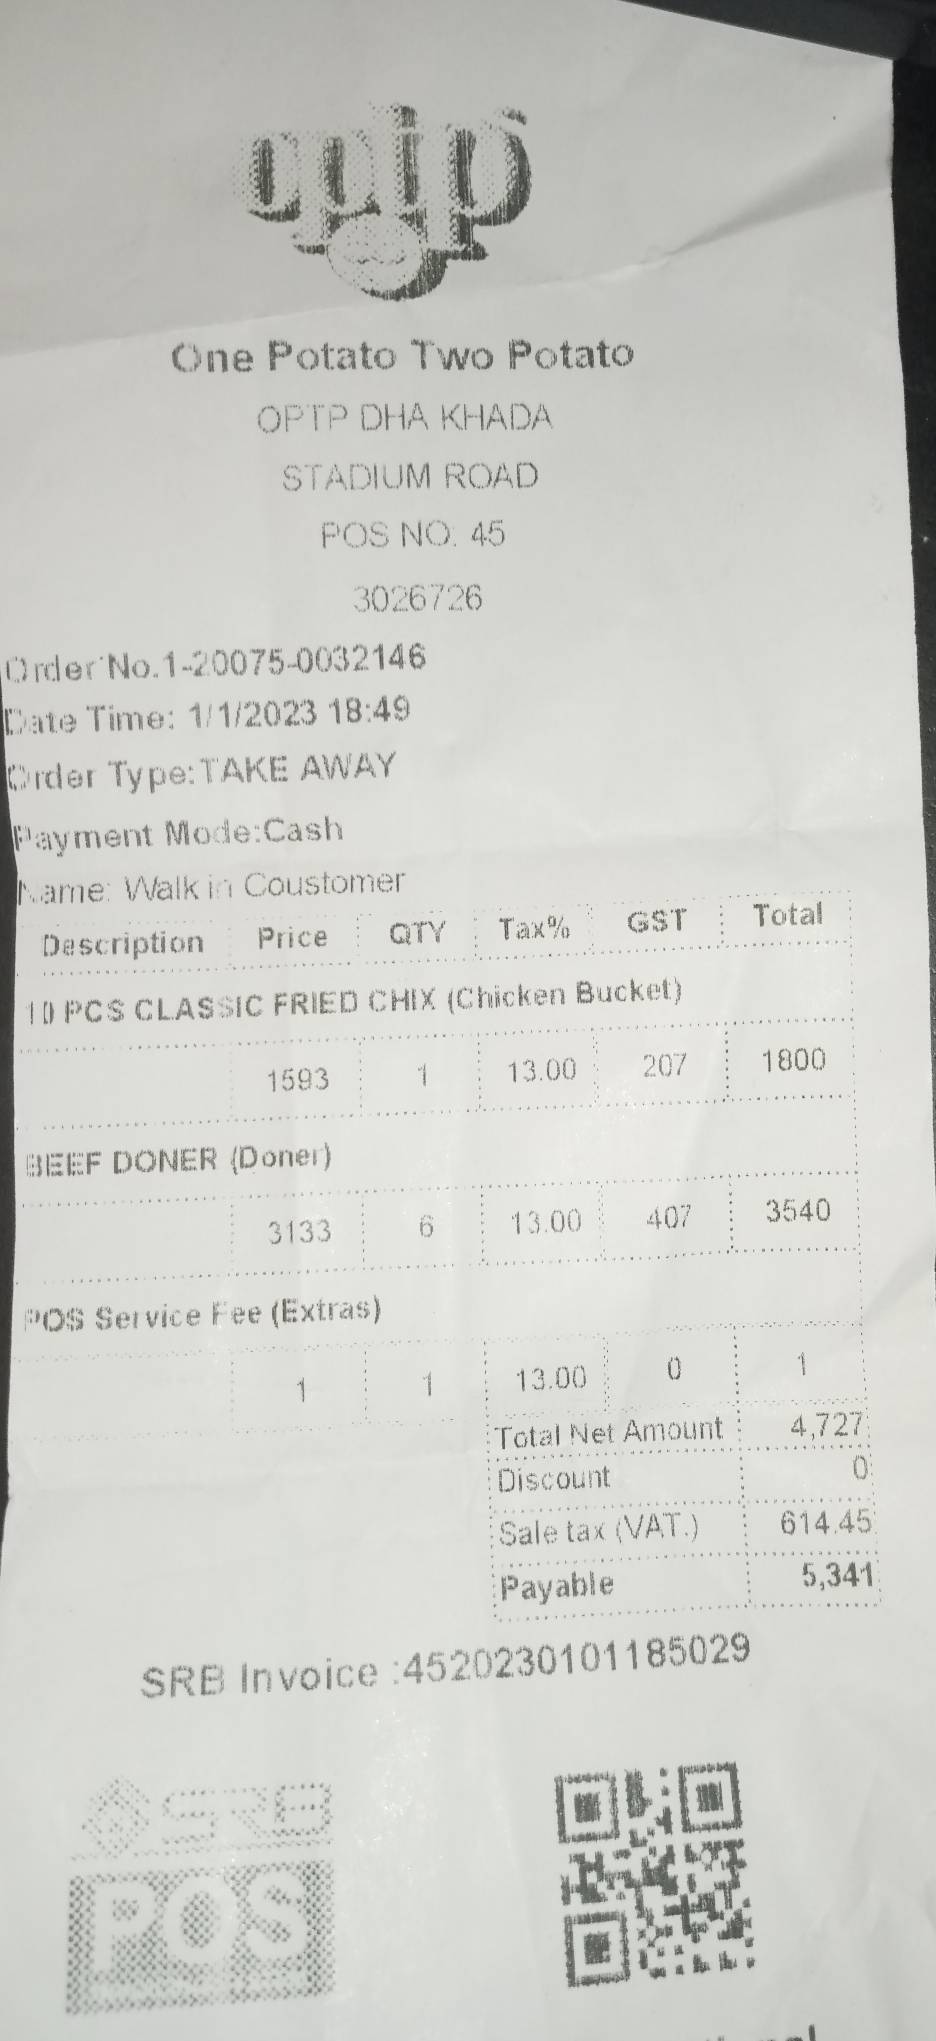 optp
One Potato Two Potato
OPTP DHA KHADA
STADIUM ROAD
POS NO. 45
3026726
Order No.1-20075-0032146
Date Time: 1/1/2023 18:49
Order Type:TAKE AWAY
Payment Mode:Cash
Name: Walk in Coustomer
Description Price QTY Tax% GST Total
10 PCS CLASSIC FRIED CHIX (Chicken Bucket)
1593 1 13.00 207 1800
BEEF DONER (Doner)
3133 6 13.00 407 3540
POS Service Fee (Extras)
1 1 13.00 0 1
Total Net Amount 4,727
Discount 0
Sale tax (VAT.) 614.45
Payable 5,341
SRB Invoice :4520230101185029
SRB
POS